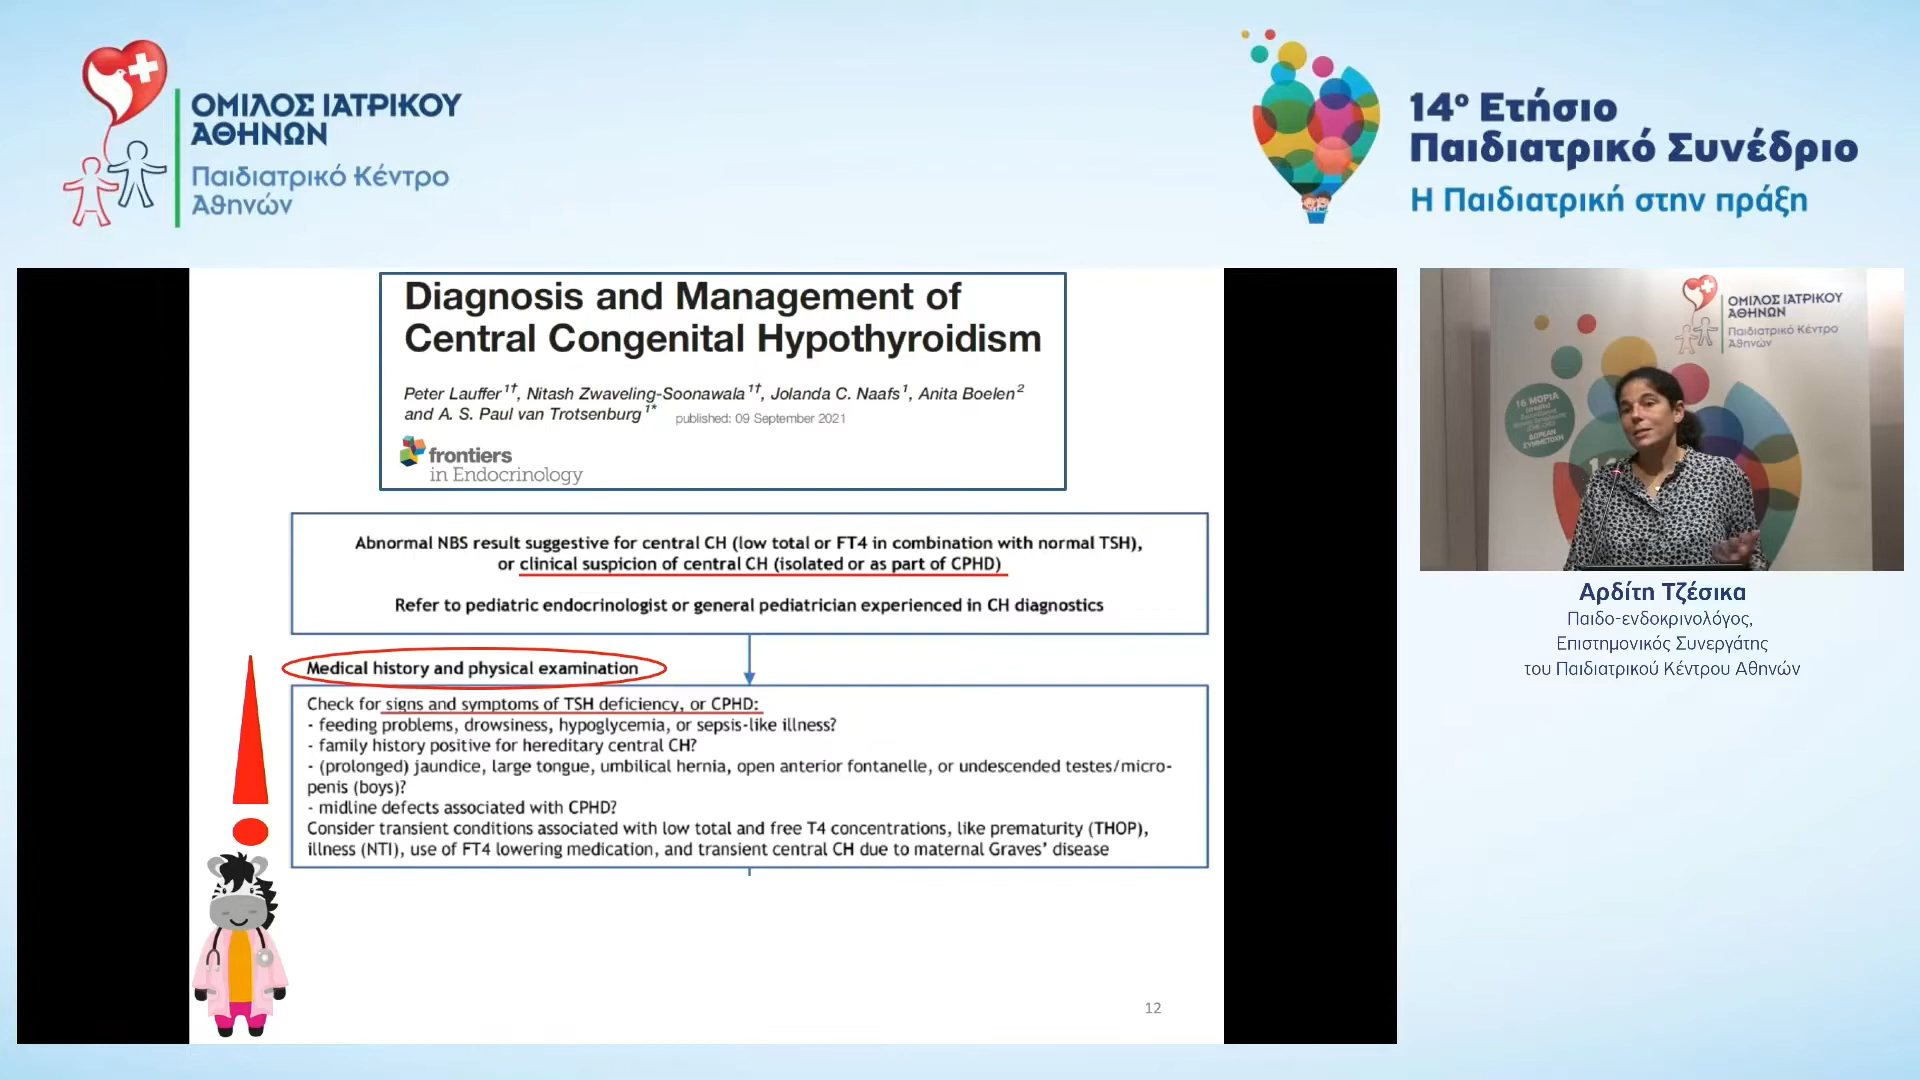 ΟΜΙΛΟΣ ΙΑΤΡΙΚΟΥ
ΑΘΗΝΩΝ
Παιδιατρικό Κέντρο
Αθηνών
14ο Ετήσιο
Παιδιατρικό Συνέδριο
Η Παιδιατρική στην πράξη
Diagnosis and Management of
Central Congenital Hypothyroidism
Peter Lauffer1†, Nitash Zwaveling-Soonawala1†, Jolanda C. Naafs1, Anita Boelen2
and A. S. Paul van Trotsenburg1* published: 09 September 2021
frontiers
in Endocrinology
Abnormal NBS result suggestive for central CH (low total or FT4 in combination with normal TSH),
or clinical suspicion of central CH (isolated or as part of CPHD)
Refer to pediatric endocrinologist or general pediatrician experienced in CH diagnostics
Medical history and physical examination
Check for signs and symptoms of TSH deficiency, or CPHD:
- feeding problems, drowsiness, hypoglycemia, or sepsis-like illness?
- family history positive for hereditary central CH?
- (prolonged) jaundice, large tongue, umbilical hernia, open anterior fontanelle, or undescended testes/micro-
penis (boys)?
- midline defects associated with CPHD?
Consider transient conditions associated with low total and free T4 concentrations, like prematurity (THOP),
illness (NTI), use of FT4 lowering medication, and transient central CH due to maternal Graves’ disease
12
ΟΜΙΛΟΣ ΙΑΤΡΙΚΟΥ
ΑΘΗΝΩΝ
Παιδιατρικό Κέντρο
Αθηνών
16 ΜΟΡΙΑ
ΔΩΡΕΑΝ
ΣΥΜΜΕΤΟΧΗ
Αρδίτη Τζέσικα
Παιδο-ενδοκρινολόγος,
Επιστημονικός Συνεργάτης
του Παιδιατρικού Κέντρου Αθηνών